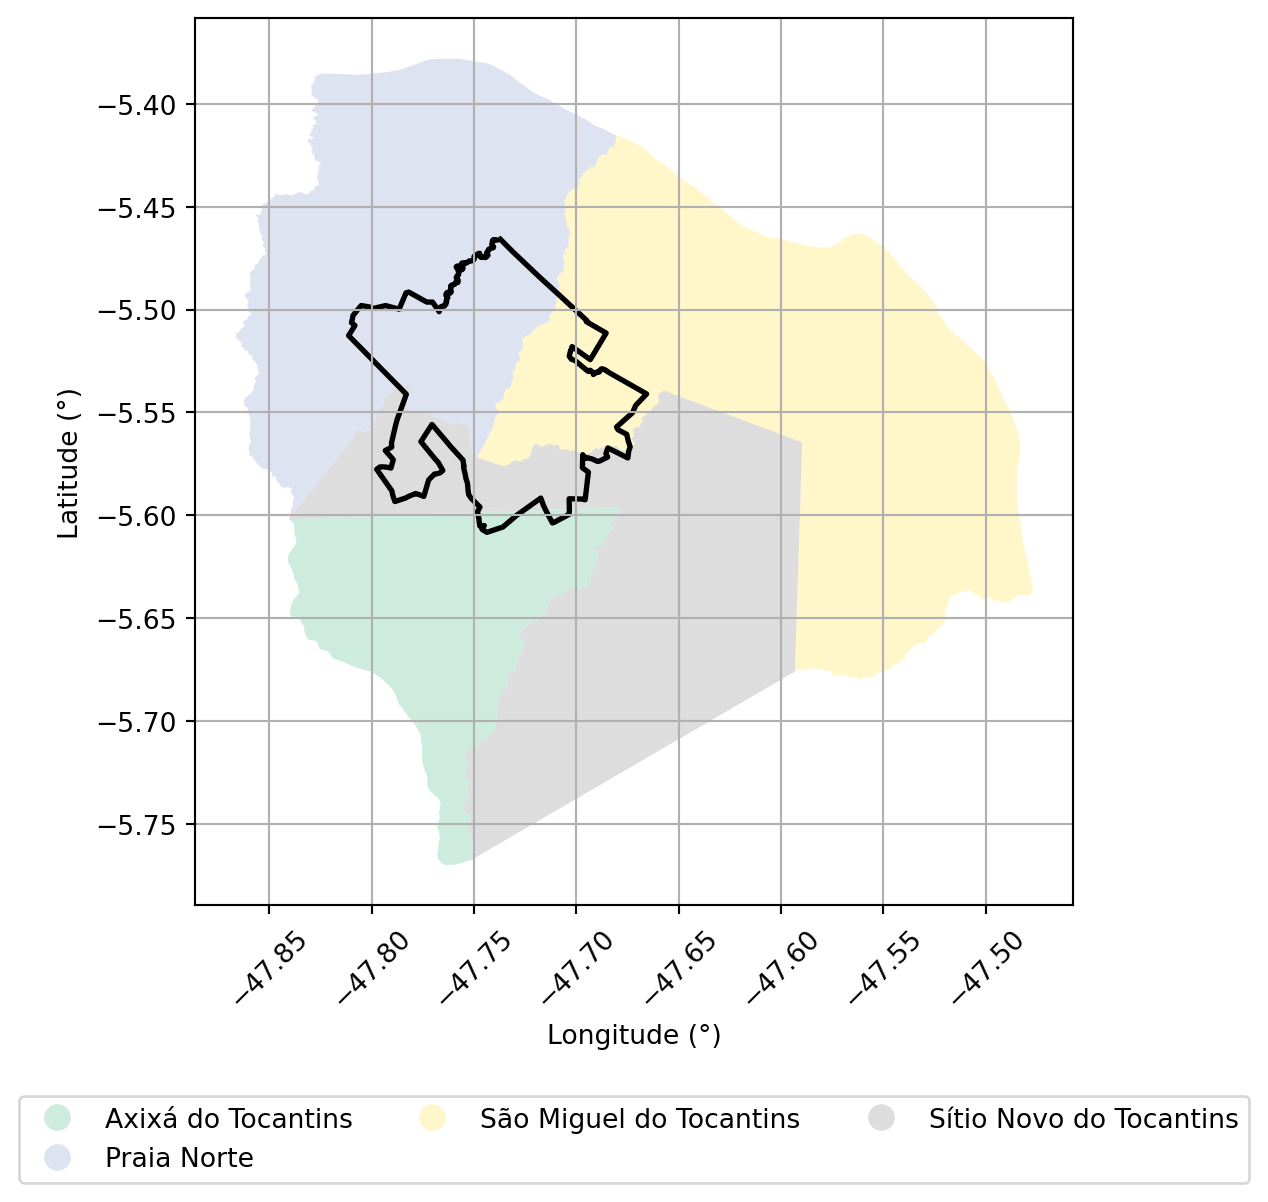 −5.40
−5.45
−5.50
−5.55
−5.60
−5.65
−5.70
−5.75
Latitude (°)
−47.85
−47.80
−47.75
−47.70
−47.65
−47.60
−47.55
−47.50
Longitude (°)
Axixá do Tocantins
São Miguel do Tocantins
Sítio Novo do Tocantins
Praia Norte